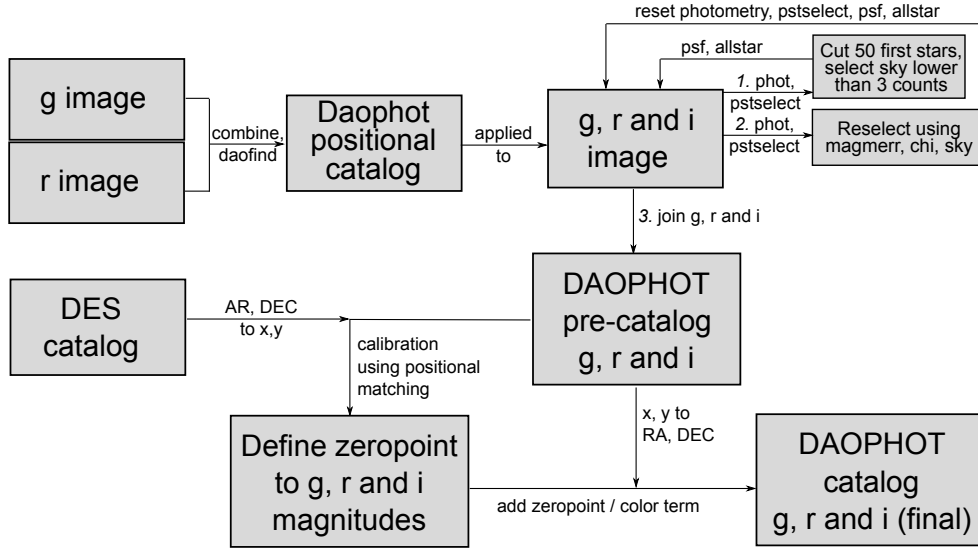 reset photometry, pstselect, psf, allstar
psf, allstar
Cut 50 first stars,
select sky lower
than 3 counts
g image
r image
combine,
daofind
Daophot
positional
catalog
applied
to
g, r and i
image
1. phot,
pstselect
2. phot,
pstselect
Reselect using
magmerr, chi, sky
3. join g, r and i
DES
catalog
AR, DEC
to x,y
DAOPHOT
pre-catalog
g, r and i
calibration
using positional
matching
x, y to
RA, DEC
Define zeropoint
to g, r and i
magnitudes
add zeropoint / color term
DAOPHOT
catalog
g, r and i (final)